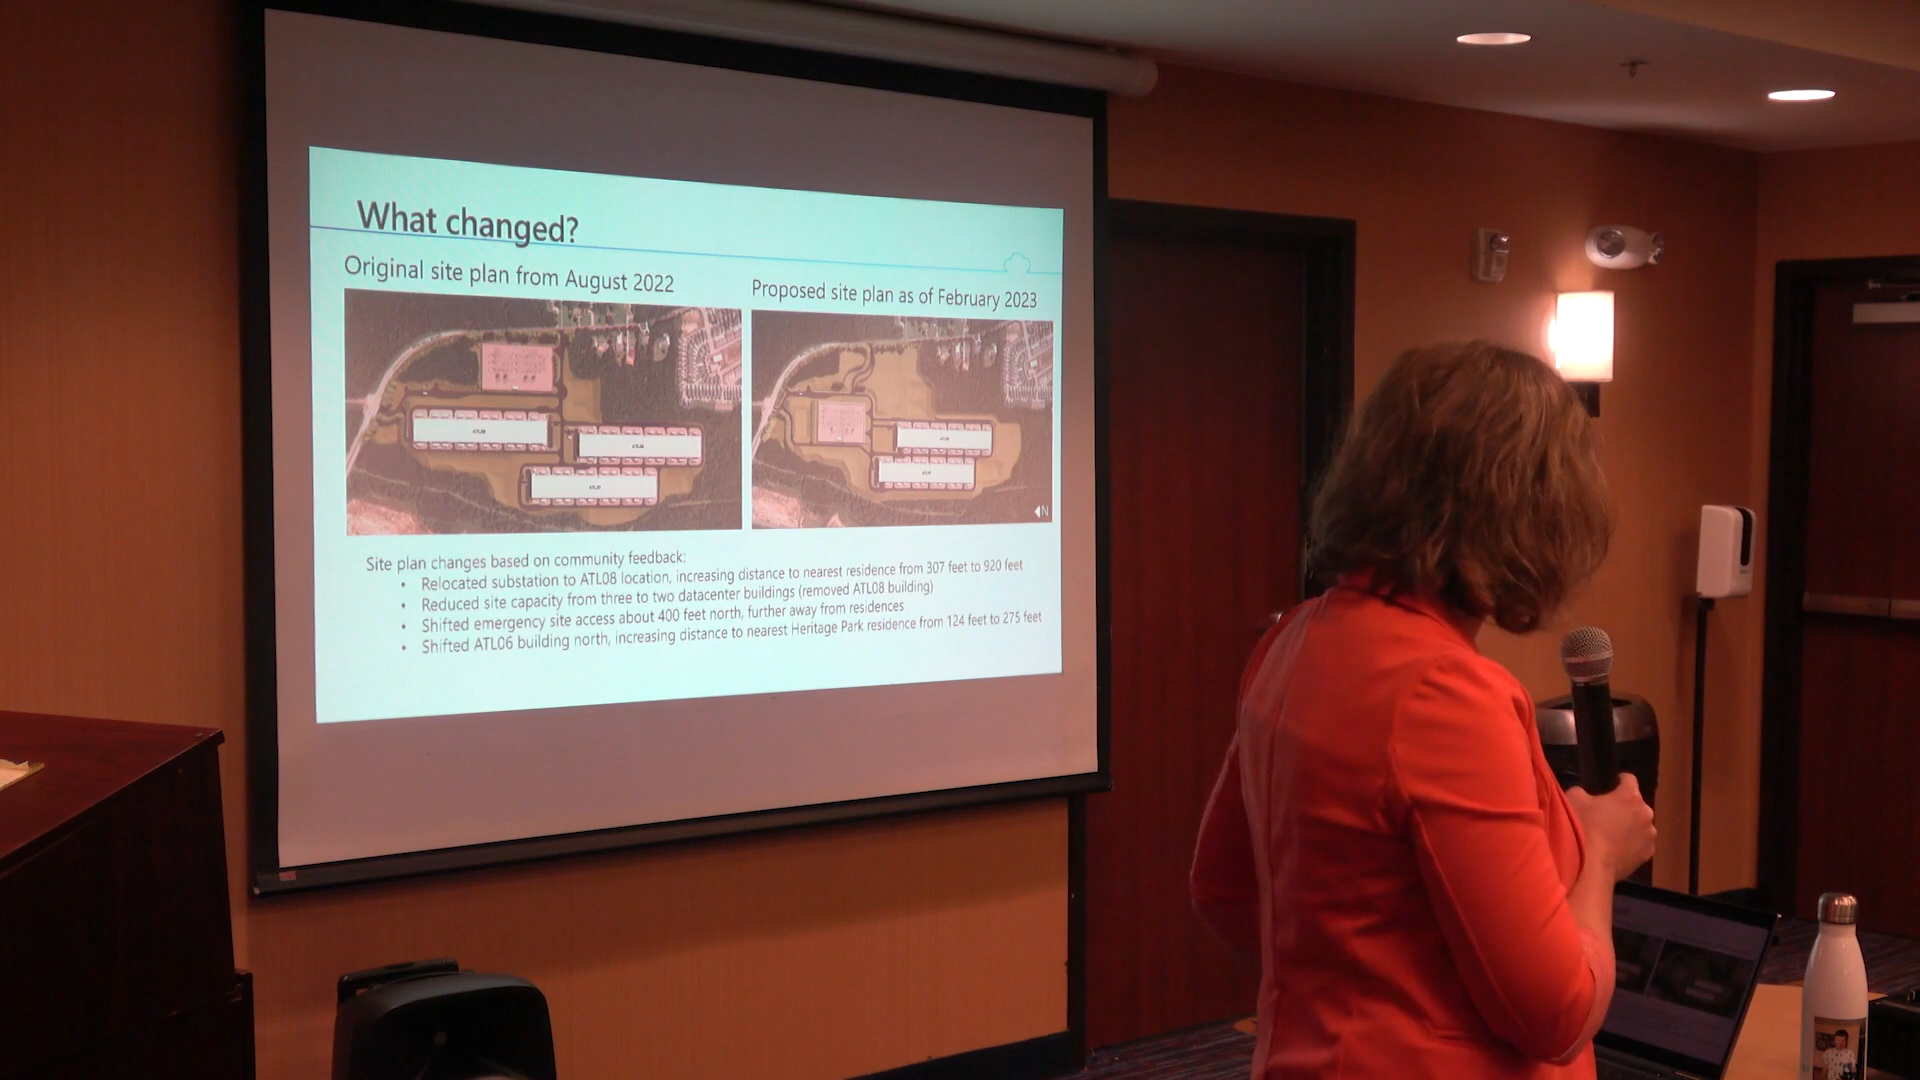 What changed?
Original site plan from August 2022
Proposed site plan as of February 2023
N
Site plan changes based on community feedback:
• Relocated substation to ATL08 location, increasing distance to nearest residence from 307 feet to 920 feet
• Reduced site capacity from three to two datacenter buildings (removed ATL08 building)
• Shifted emergency site access about 400 feet north, further away from residences
• Shifted ATL06 building north, increasing distance to nearest Heritage Park residence from 124 feet to 275 feet